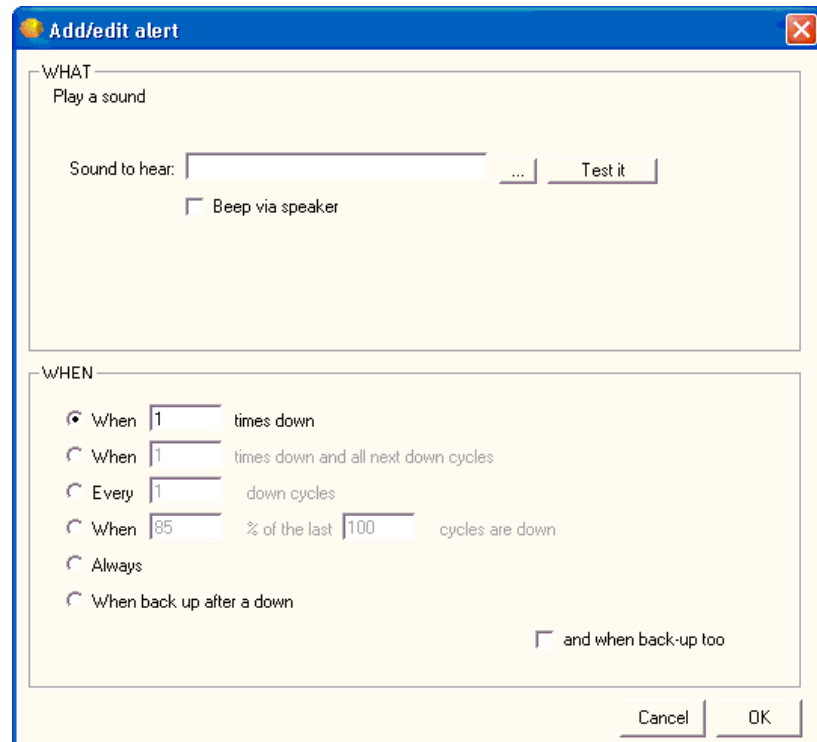 Add/edit alert
WHAT
Play a sound
Sound to hear: ... Test it
Beep via speaker
WHEN
When 1 times down
When 1 times down and all next down cycles
Every 1 down cycles
When 85 % of the last 100 cycles are down
Always
When back up after a down
and when back-up too
Cancel OK